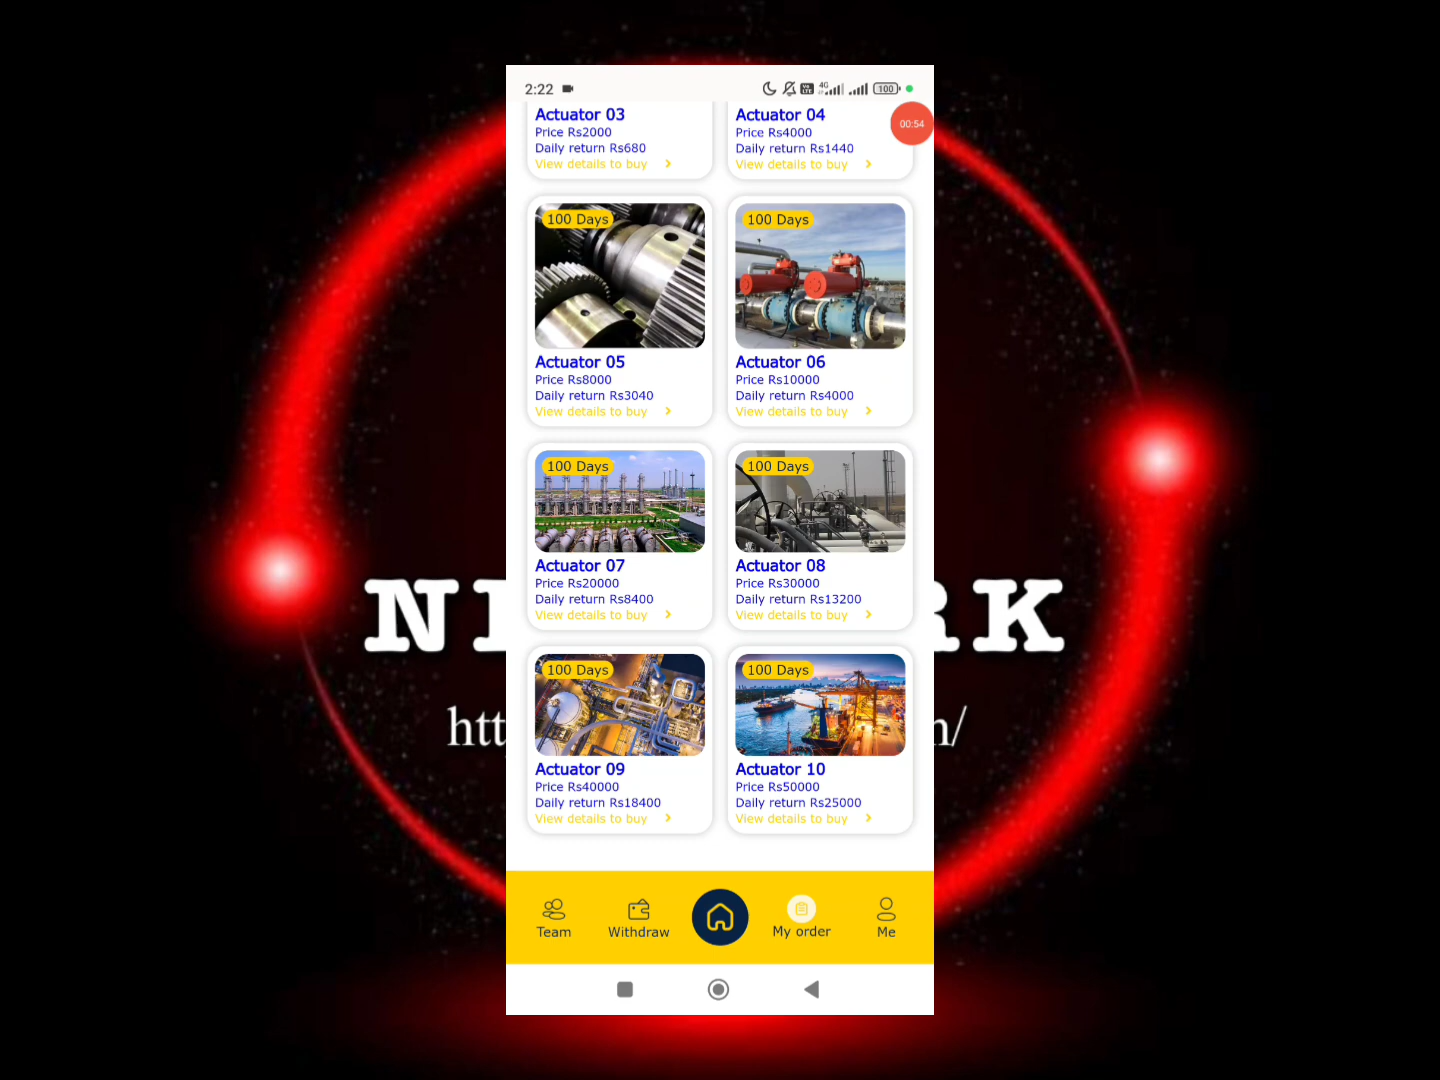 2:22
4G
100
00:54
Actuator 03
Price Rs2000
Daily return Rs680
View details to buy
Actuator 04
Price Rs4000
Daily return Rs1440
View details to buy
100 Days
Actuator 05
Price Rs8000
Daily return Rs3040
View details to buy
100 Days
Actuator 06
Price Rs10000
Daily return Rs4000
View details to buy
100 Days
Actuator 07
Price Rs20000
Daily return Rs8400
View details to buy
100 Days
Actuator 08
Price Rs30000
Daily return Rs13200
View details to buy
100 Days
Actuator 09
Price Rs40000
Daily return Rs18400
View details to buy
100 Days
Actuator 10
Price Rs50000
Daily return Rs25000
View details to buy
Team
Withdraw
My order
Me